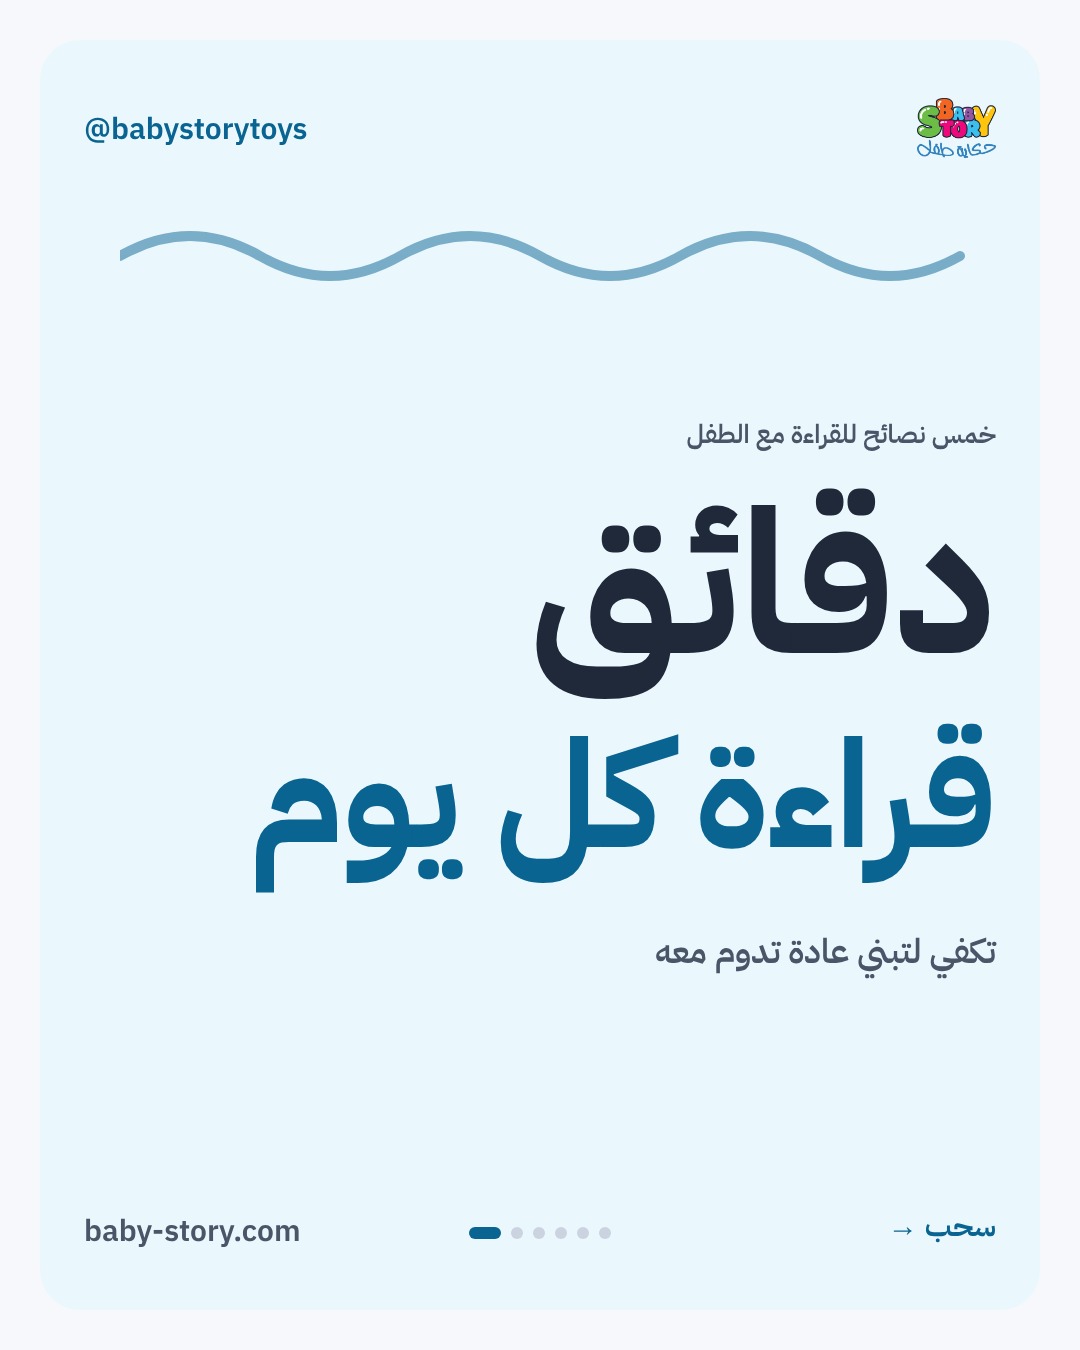 @babystorytoys
BABY STORY
حكاية طفل
خمس نصائح للقراءة مع الطفل
دقائق
قراءة كل يوم
تكفي لتبني عادة تدوم معه
baby-story.com
سحب →